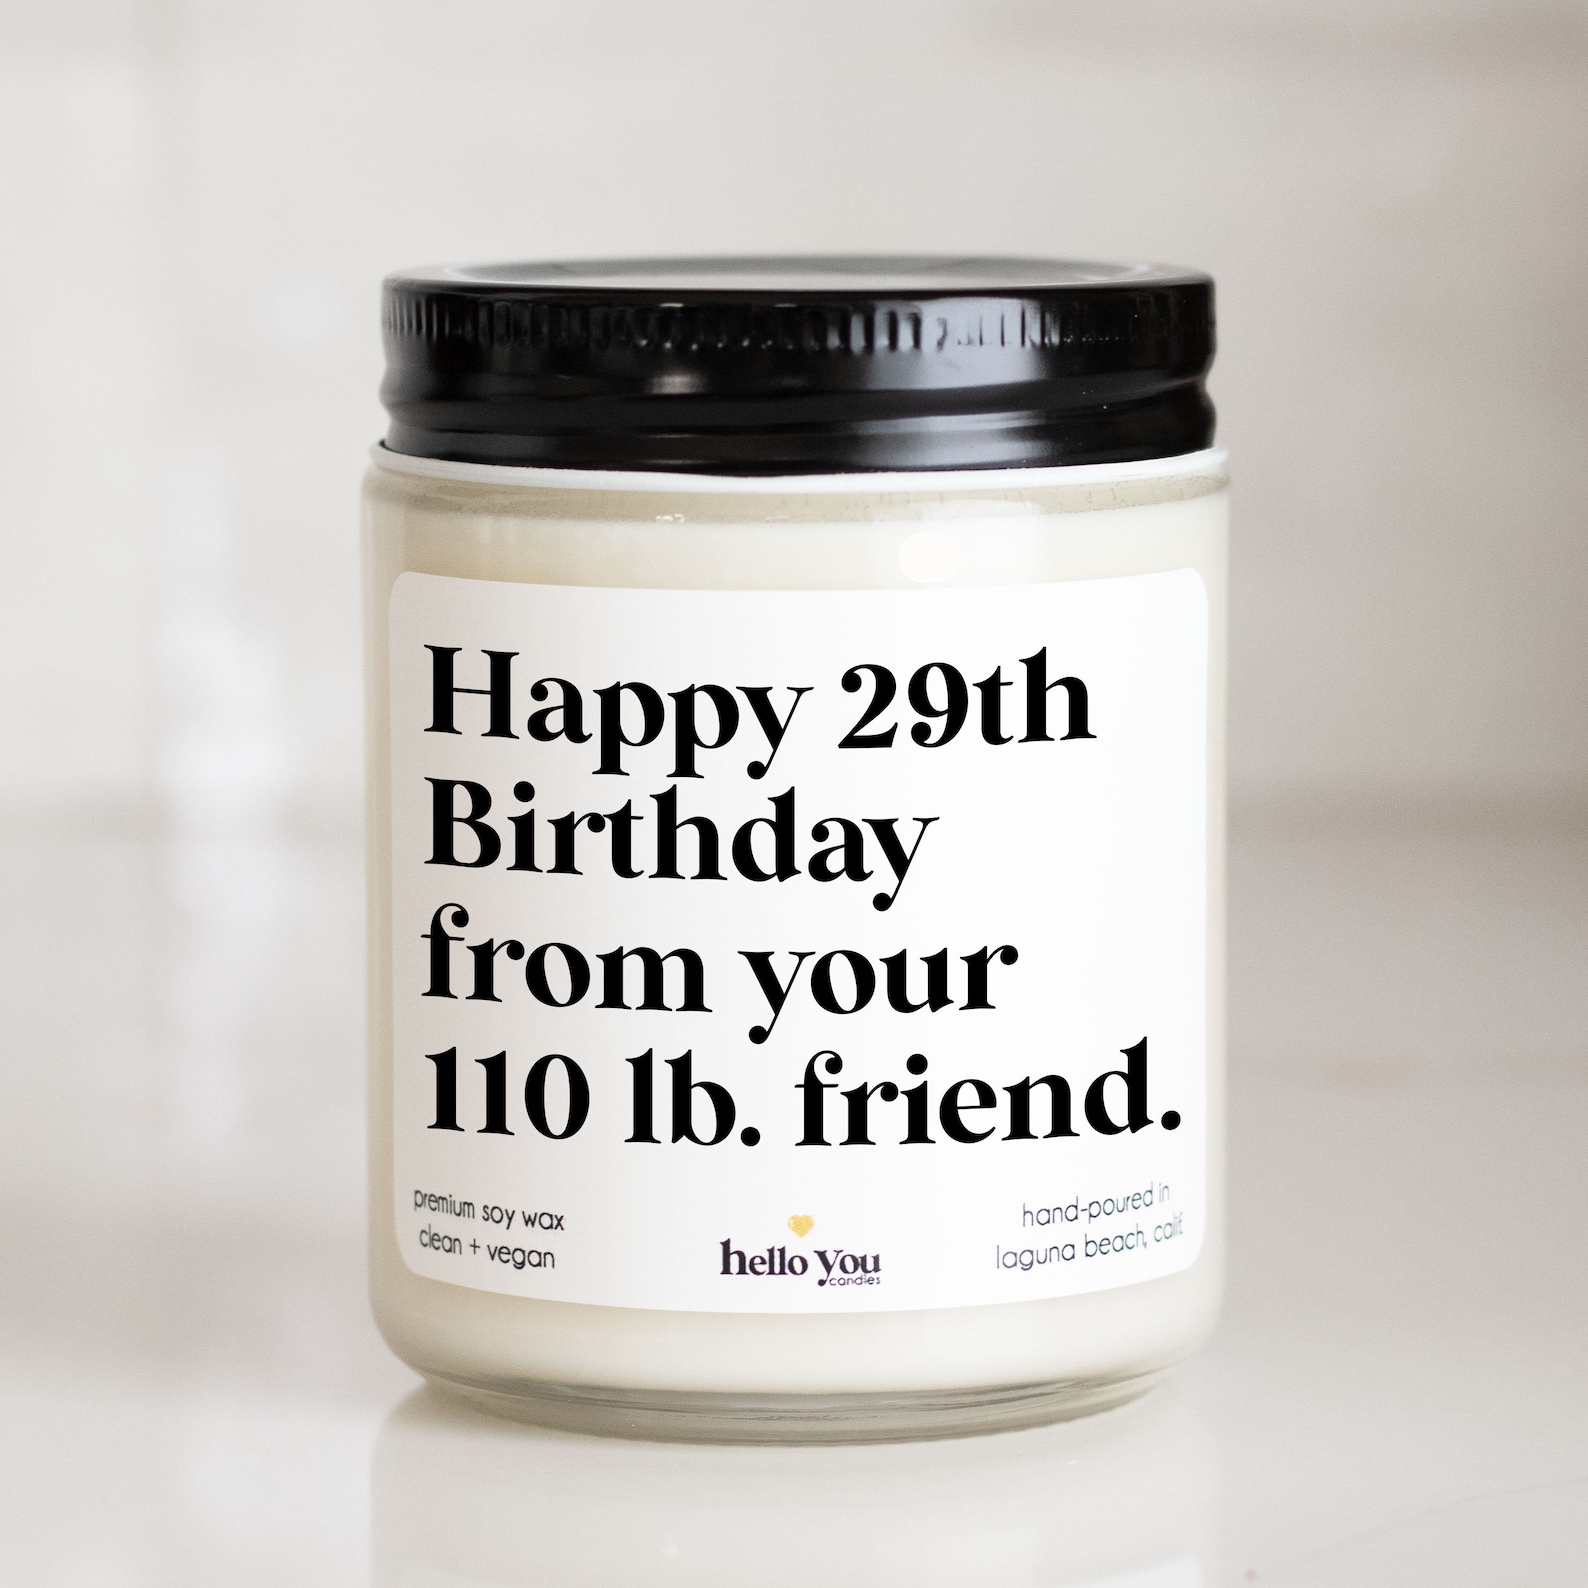 Happy 29th
Birthday
from your
110 lb. friend.
premium soy wax
clean + vegan
hello you
candles
hand-poured in
laguna beach, calif.